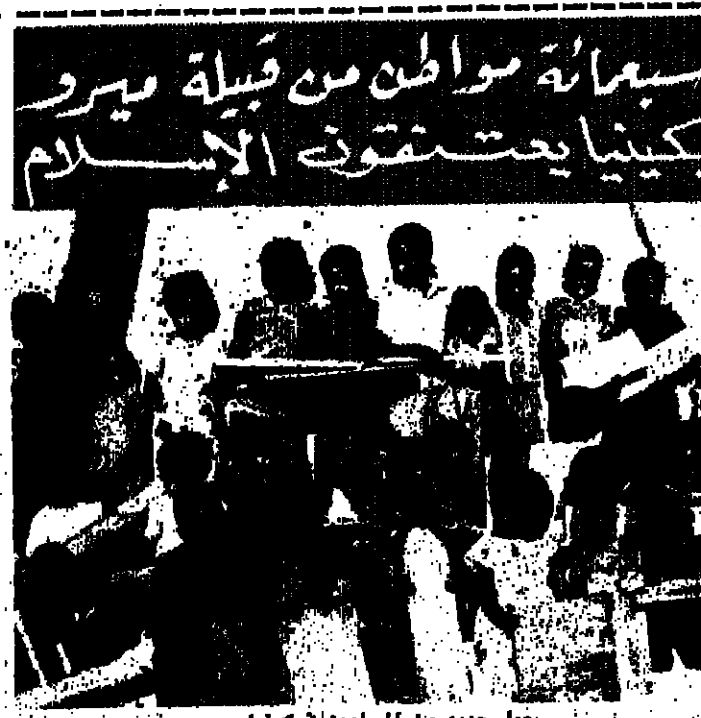 سبعمائة مواطن من قبيلة ميرو
بكينيا يعتنقون الإسلام